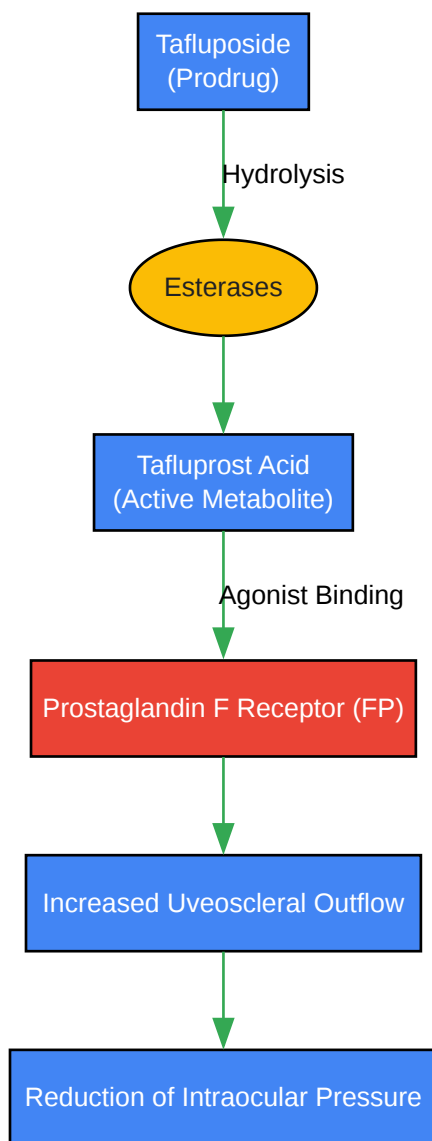 Tafluposide
(Prodrug)
Hydrolysis
Esterases
Tafluprost Acid
(Active Metabolite)
Agonist Binding
Prostaglandin F Receptor (FP)
Increased Uveoscleral Outflow
Reduction of Intraocular Pressure